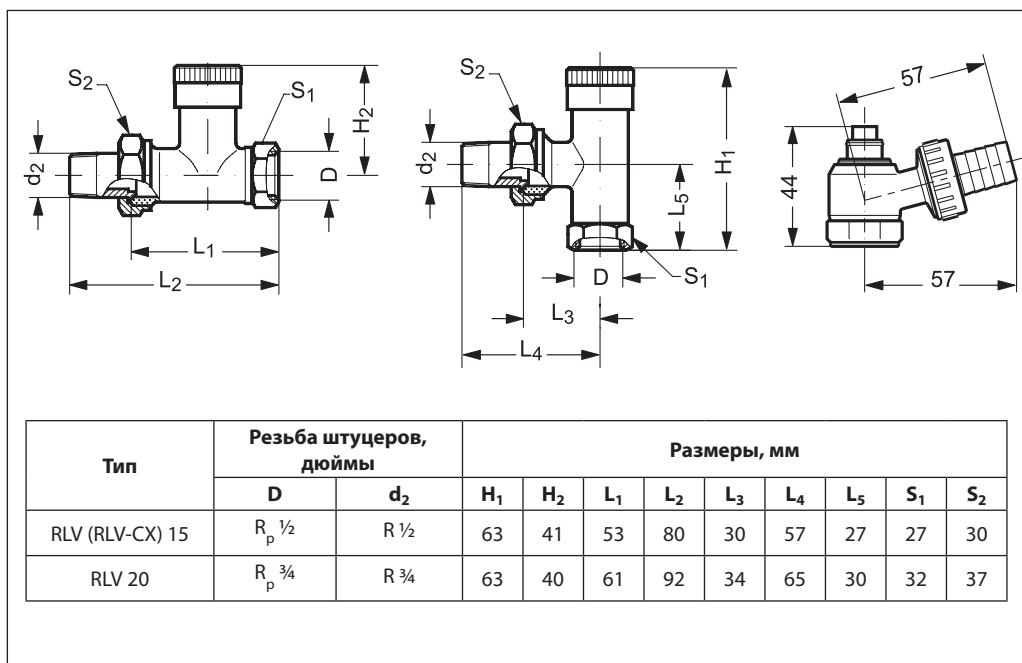 S₂
S₁
H₂
d₂
D
L₁
L₂
S₂
d₂
H₁
L₅
D
S₁
L₃
L₄
57
44
57
Тип
Резьба штуцеров, дюймы
Размеры, мм
D d₂ H₁ H₂ L₁ L₂ L₃ L₄ L₅ S₁ S₂
RLV (RLV-CX) 15 Rₚ ½ R ½ 63 41 53 80 30 57 27 27 30
RLV 20 Rₚ ¾ R ¾ 63 40 61 92 34 65 30 32 37